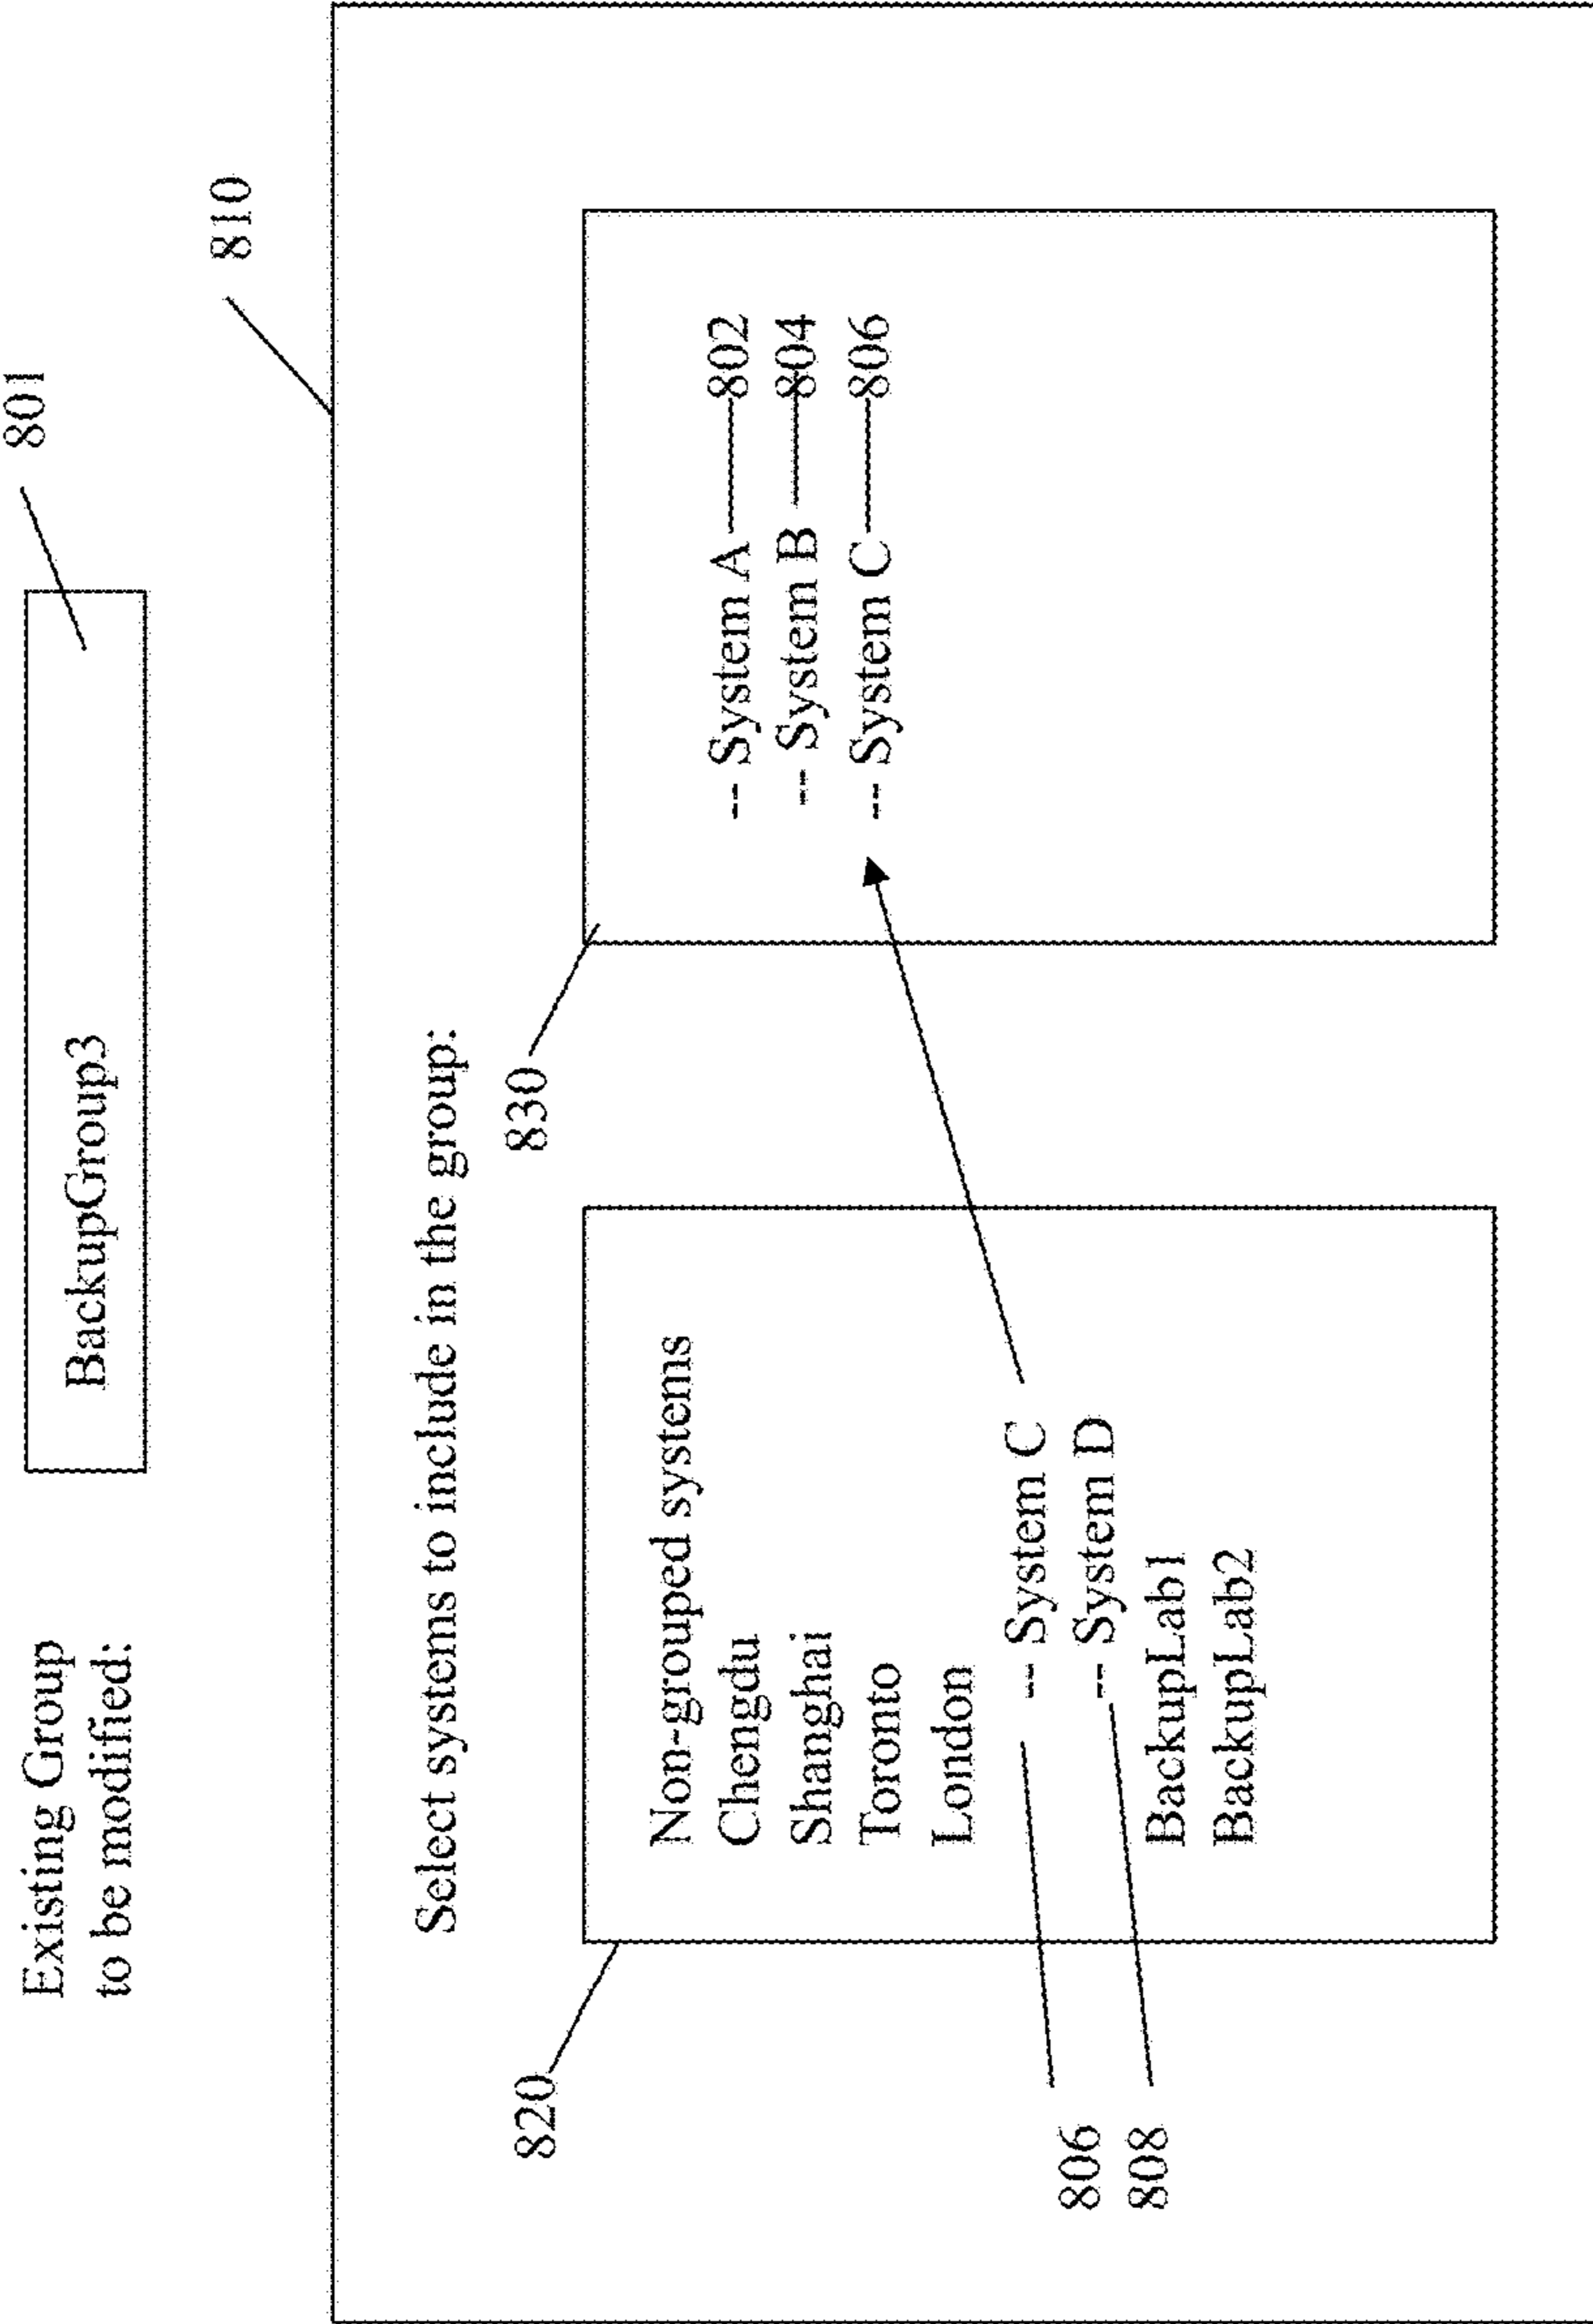 801
Existing Group
to be modified:
BackupGroup3
810
Select systems to include in the group:
820
830
Non-grouped systems
Chengdu
Shanghai
Toronto
London
-- System C
-- System D
BackupLab1
BackupLab2
806
808
-- System A 802
-- System B 804
--- System C 806